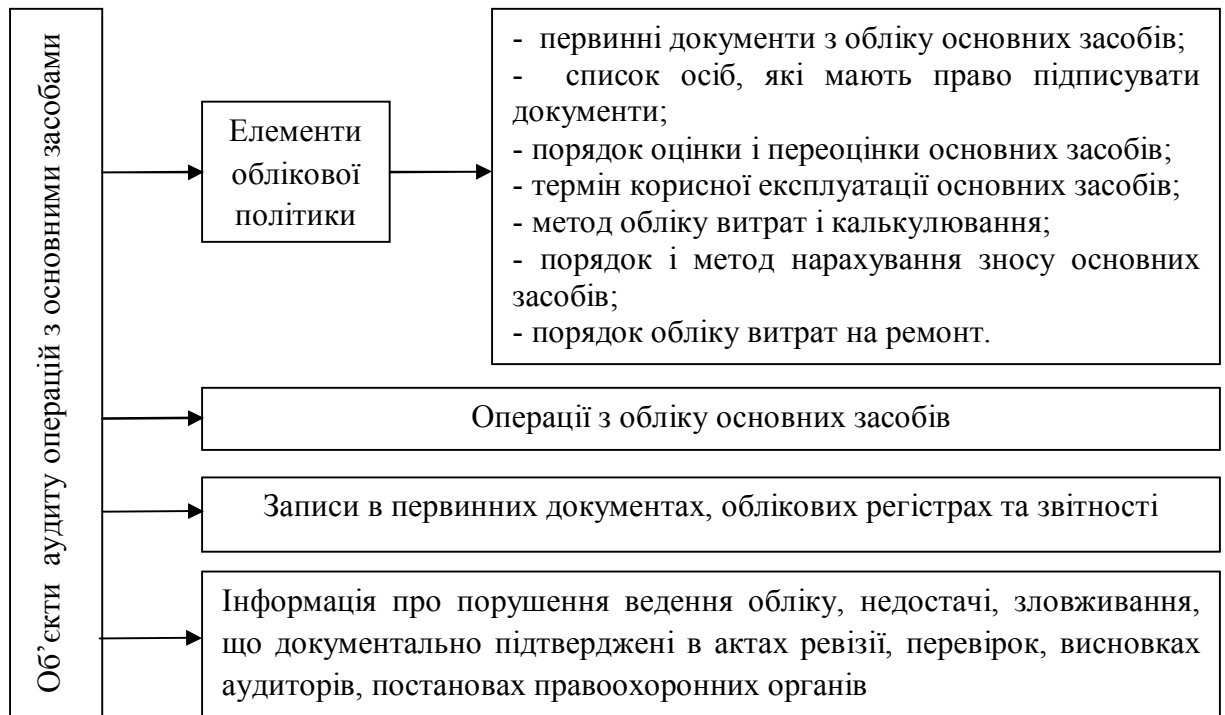 Об’єкти аудиту операцій з основними засобами
Елементи
облікової
політики
- первинні документи з обліку основних засобів;
- список осіб, які мають право підписувати
документи;
- порядок оцінки і переоцінки основних засобів;
- термін корисної експлуатації основних засобів;
- метод обліку витрат і калькулювання;
- порядок і метод нарахування зносу основних
засобів;
- порядок обліку витрат на ремонт.
Операції з обліку основних засобів
Записи в первинних документах, облікових регістрах та звітності
Інформація про порушення ведення обліку, недостачі, зловживання,
що документально підтверджені в актах ревізії, перевірок, висновках
аудиторів, постановах правоохоронних органів